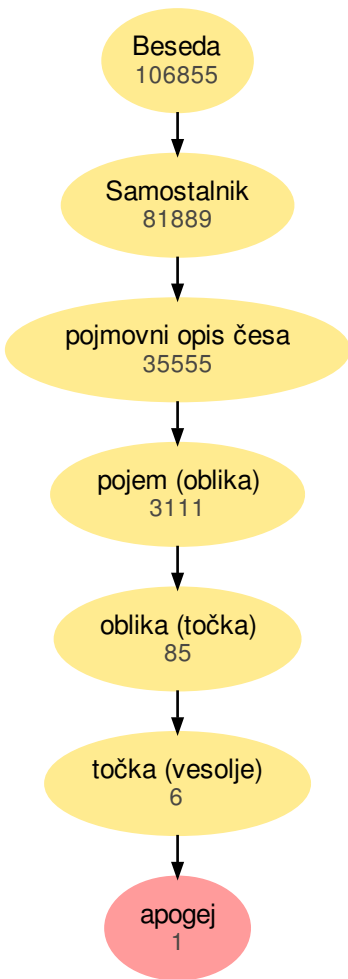 Beseda
106855
Samostalnik
81889
pojmovni opis česa
35555
pojem (oblika)
3111
oblika (točka)
85
točka (vesolje)
6
apogej
1